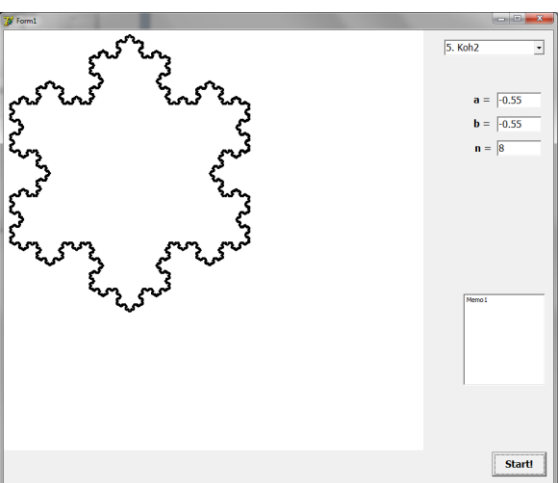 Form1
5. Koh2
a = -0.55
b = -0.55
n = 8
Memo1
Start!